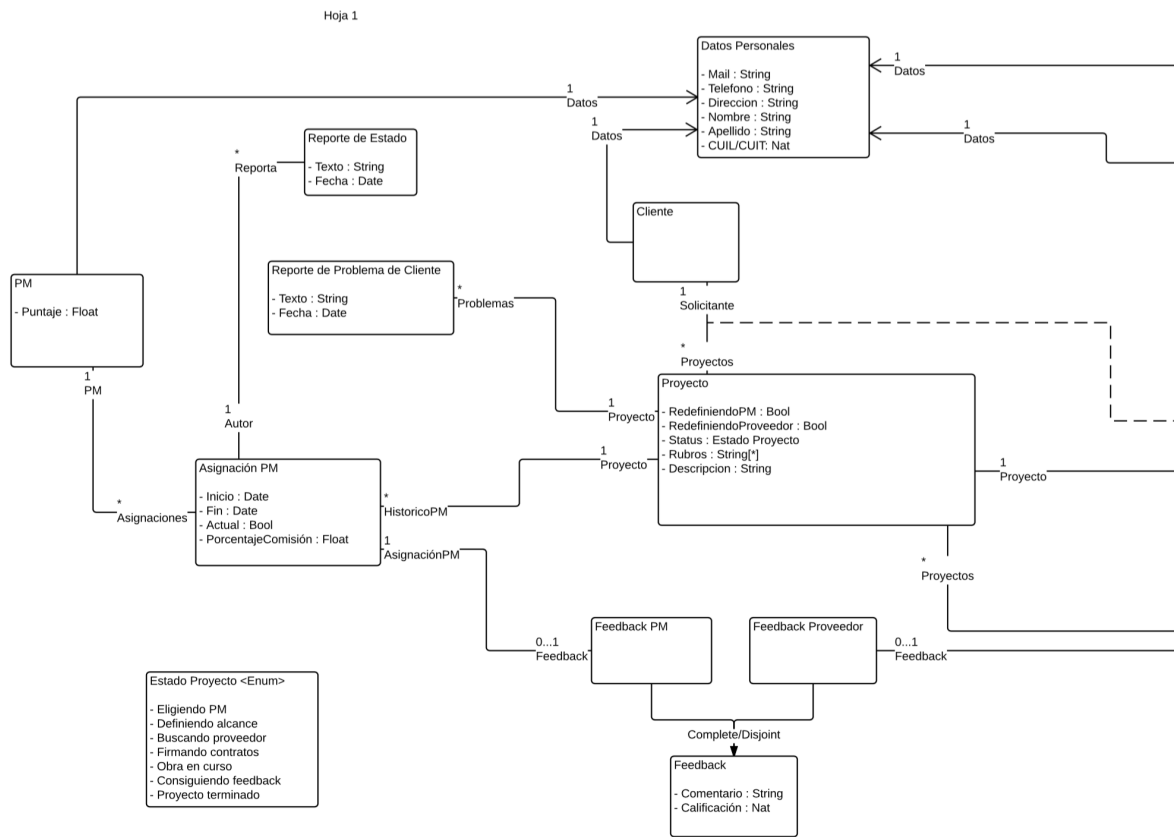 Hoja 1
Datos Personales
- Mail : String
- Telefono : String
- Direccion : String
- Nombre : String
- Apellido : String
- CUIL/CUIT: Nat
1
Datos
1
Datos
1
Datos
1
Datos
Reporte de Estado
- Texto : String
- Fecha : Date
*
Reporta
Cliente
Reporte de Problema de Cliente
- Texto : String
- Fecha : Date
*
Problemas
PM
- Puntaje : Float
1
Solicitante
*
Proyectos
1
PM
Proyecto
- RedefiniendoPM : Bool
- RedefiniendoProveedor : Bool
- Status : Estado Proyecto
- Rubros : String[*]
- Descripcion : String
1
Proyecto
1
Autor
1
Proyecto
1
Proyecto
Asignación PM
- Inicio : Date
- Fin : Date
- Actual : Bool
- PorcentajeComisión : Float
*
Asignaciones
*
HistoricoPM
1
AsignaciónPM
*
Proyectos
Feedback PM
Feedback Proveedor
0...1
Feedback
0...1
Feedback
Estado Proyecto <Enum>
- Eligiendo PM
- Definiendo alcance
- Buscando proveedor
- Firmando contratos
- Obra en curso
- Consiguiendo feedback
- Proyecto terminado
Complete/Disjoint
Feedback
- Comentario : String
- Calificación : Nat